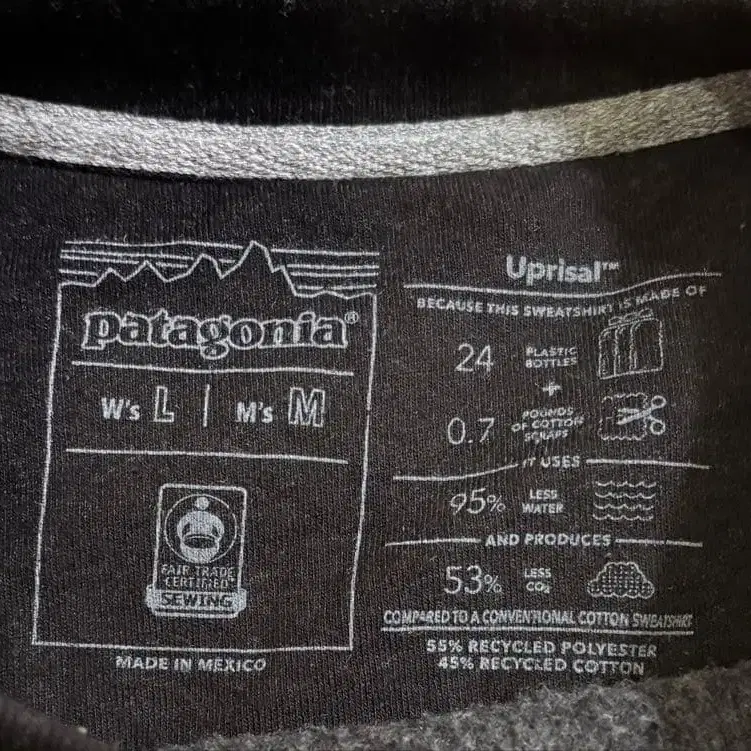 patagonia®
W's L | M's M
FAIR TRADE
CERTIFIED™
SEWING
MADE IN MEXICO
Uprisal™
BECAUSE THIS SWEATSHIRT IS MADE OF
24 PLASTIC BOTTLES
+
0.7 POUNDS OF COTTON SCRAPS
IT USES
95% LESS WATER
AND PRODUCES
53% LESS CO₂
COMPARED TO A CONVENTIONAL COTTON SWEATSHIRT
55% RECYCLED POLYESTER
45% RECYCLED COTTON